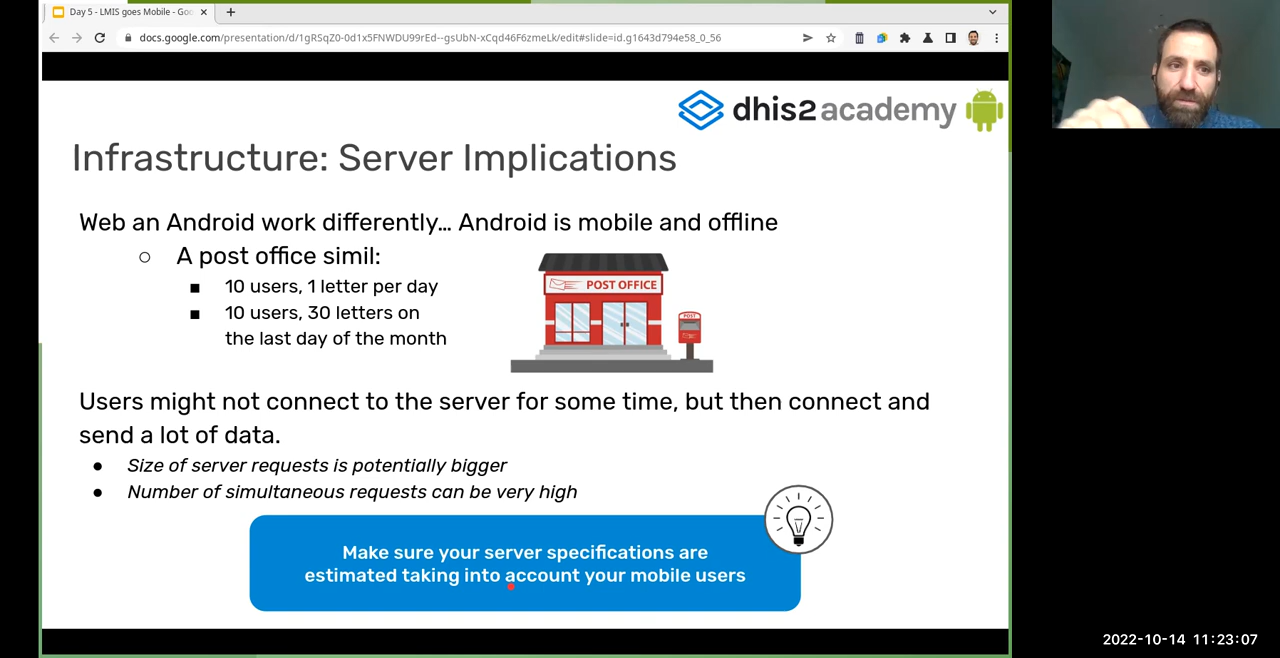 Day 5 - LMIS goes Mobile - Goo
docs.google.com/presentation/d/1gRSqZ0-0d1x5FNWDU99rEd--gsUbN-xCqd46F6zmeLk/edit#slide=id.g1643d794e58_0_56
dhis2 academy
Infrastructure: Server Implications
Web an Android work differently... Android is mobile and offline
○ A post office simil:
■ 10 users, 1 letter per day
■ 10 users, 30 letters on
the last day of the month
POST OFFICE
POST
Users might not connect to the server for some time, but then connect and
send a lot of data.
● Size of server requests is potentially bigger
● Number of simultaneous requests can be very high
Make sure your server specifications are
estimated taking into account your mobile users
2022-10-14 11:23:07